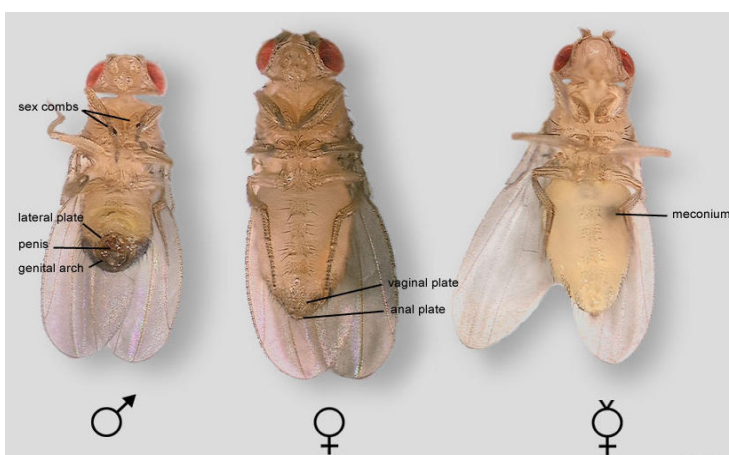 sex combs
lateral plate
penis
genital arch
vaginal plate
anal plate
meconium